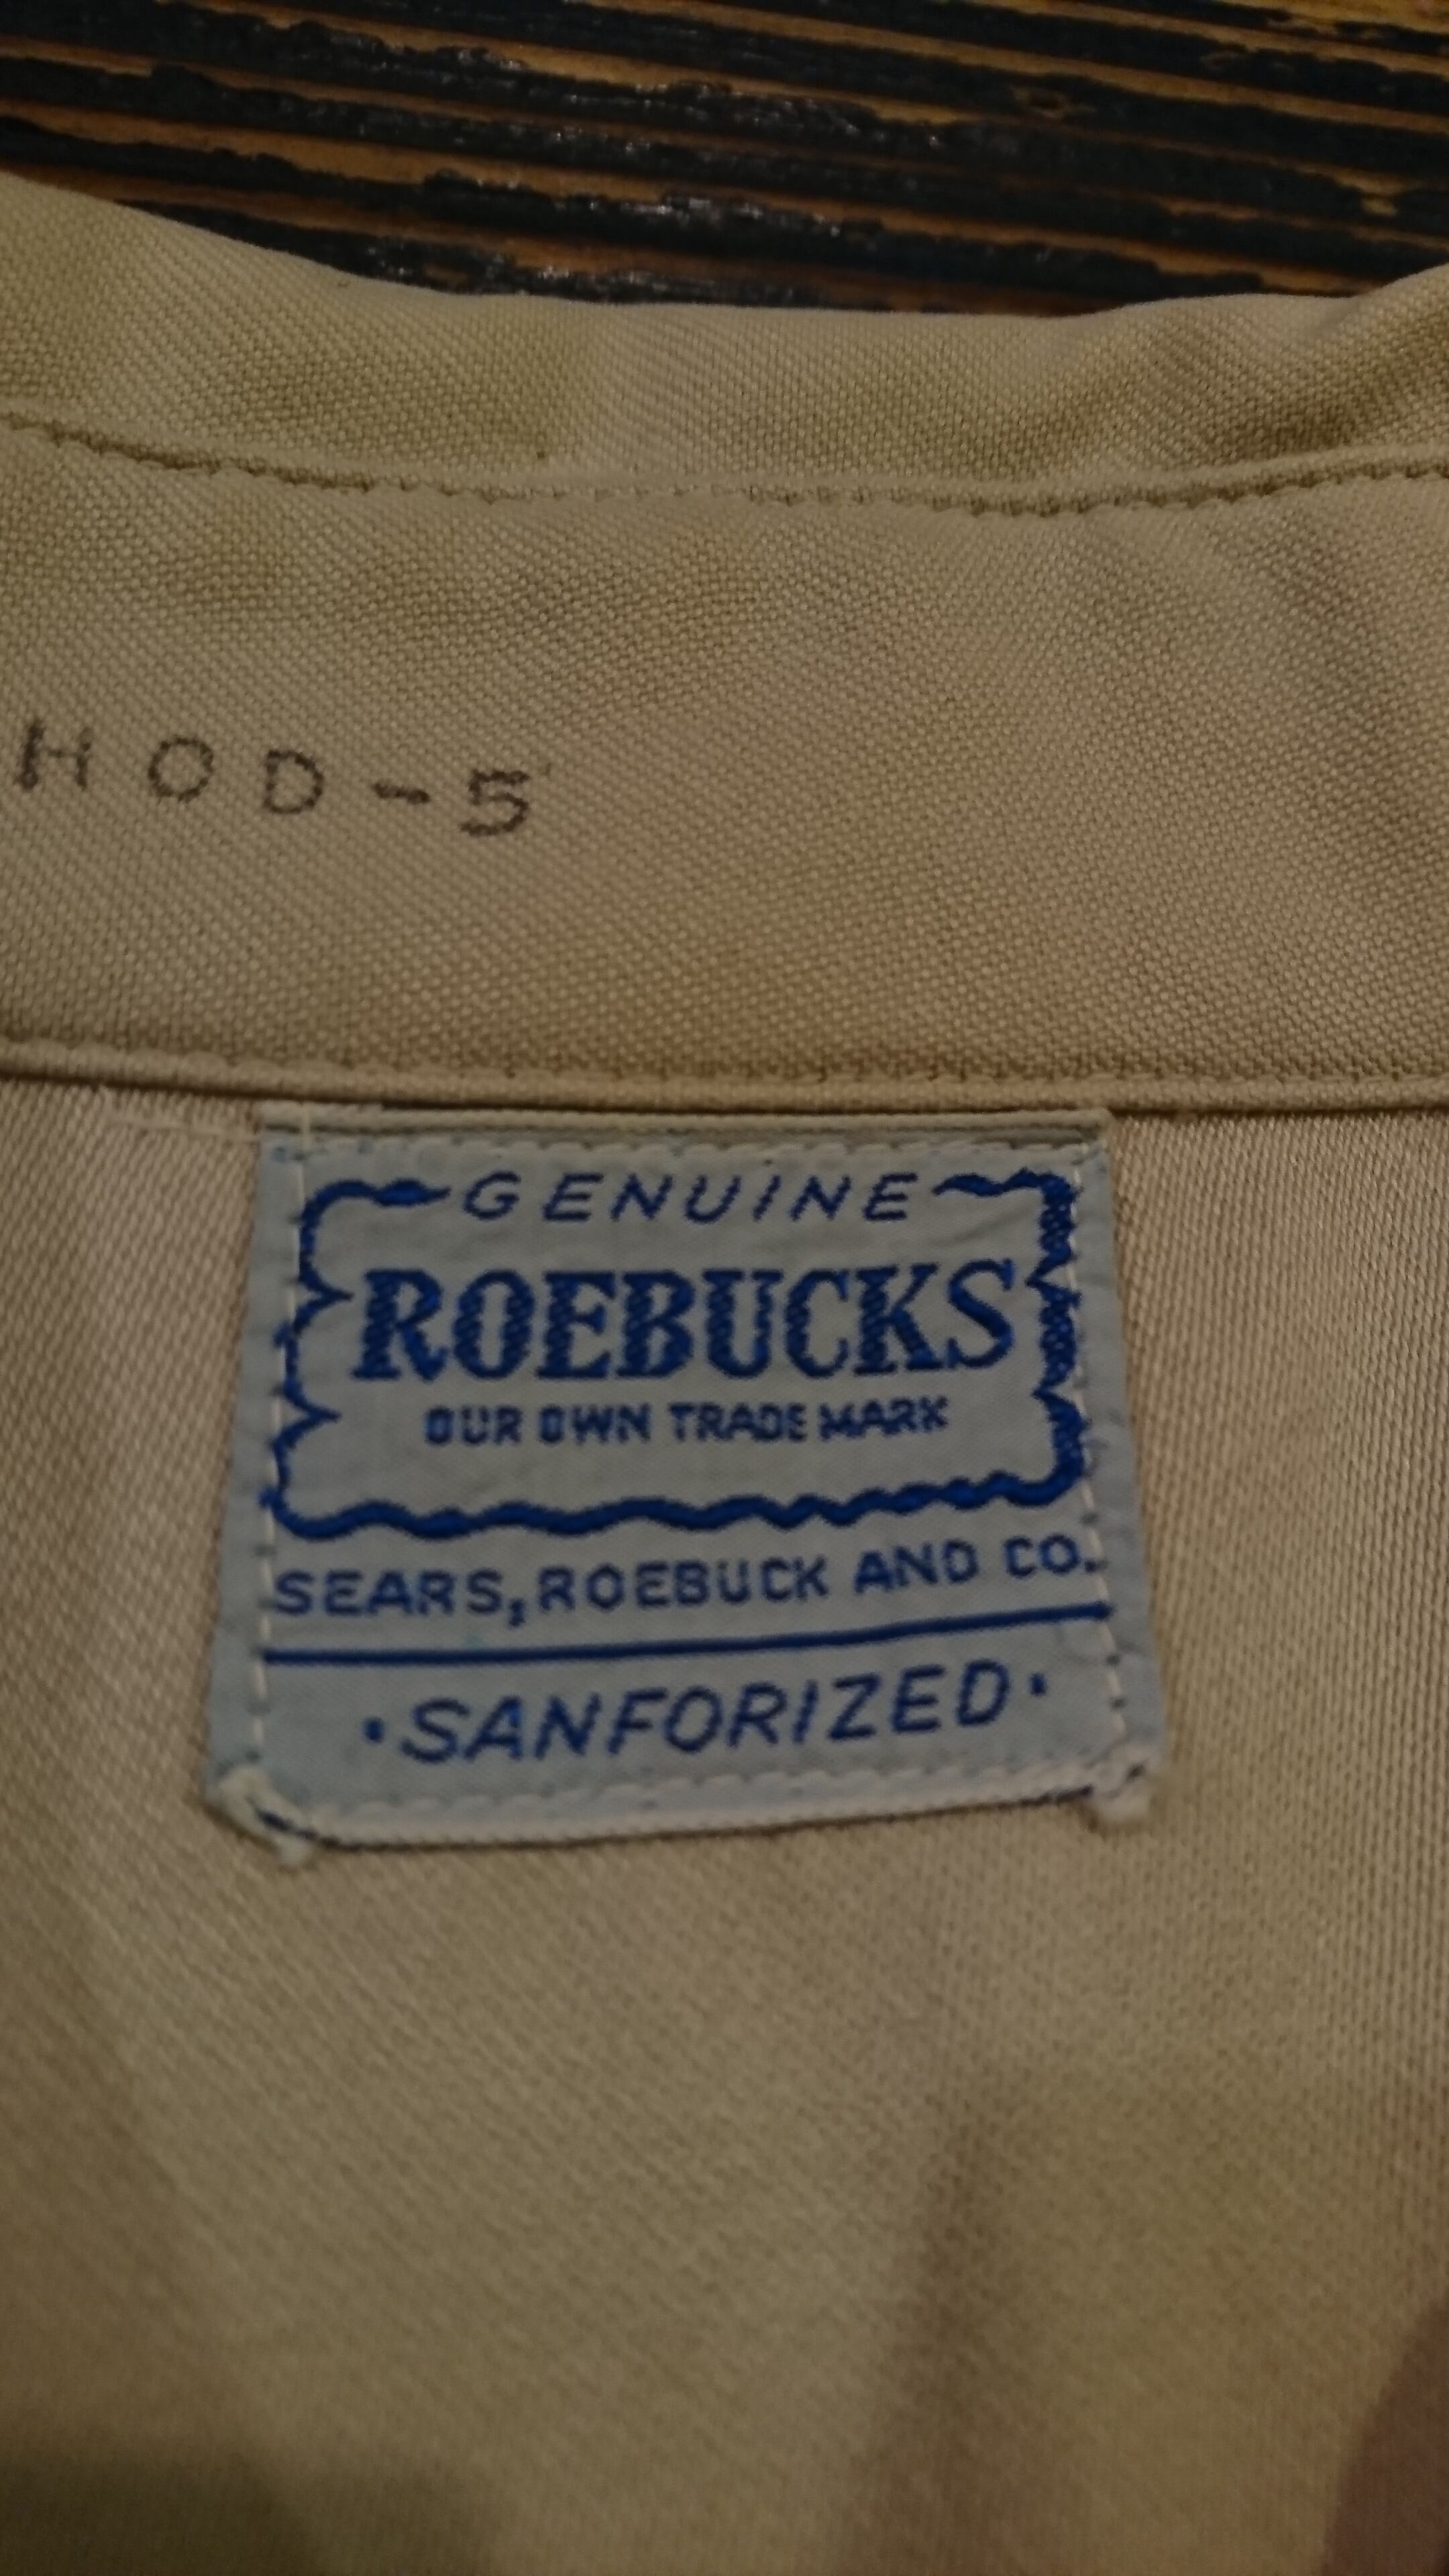 HOD-5
GENUINE
ROEBUCKS
OUR OWN TRADE MARK
SEARS, ROEBUCK AND CO.
·SANFORIZED·